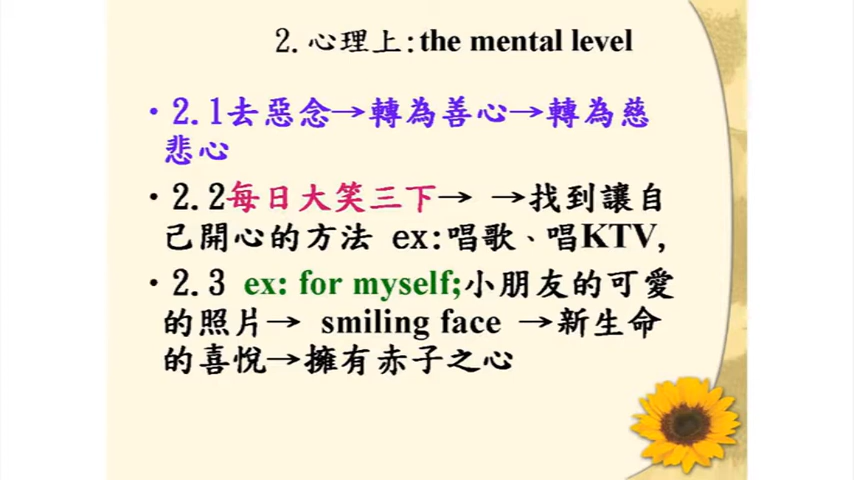 2.心理上:the mental level
•2.1去惡念→轉為善心→轉為慈
悲心
•2.2每日大笑三下→ →找到讓自
己開心的方法 ex:唱歌、唱KTV,
•2.3 ex: for myself;小朋友的可愛
的照片→ smiling face →新生命
的喜悅→擁有赤子之心